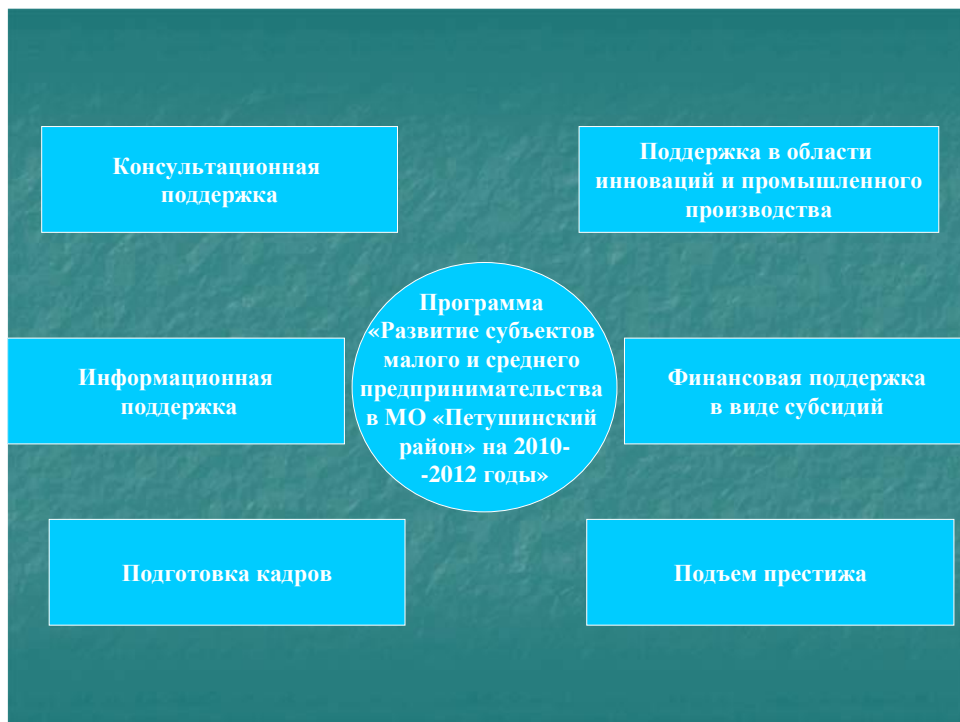 Консультационная
поддержка
Поддержка в области
инноваций и промышленного
производства
Программа
«Развитие субъектов
малого и среднего
предпринимательства
в МО «Петушинский
район» на 2010-
-2012 годы»
Информационная
поддержка
Финансовая поддержка
в виде субсидий
Подготовка кадров
Подъем престижа